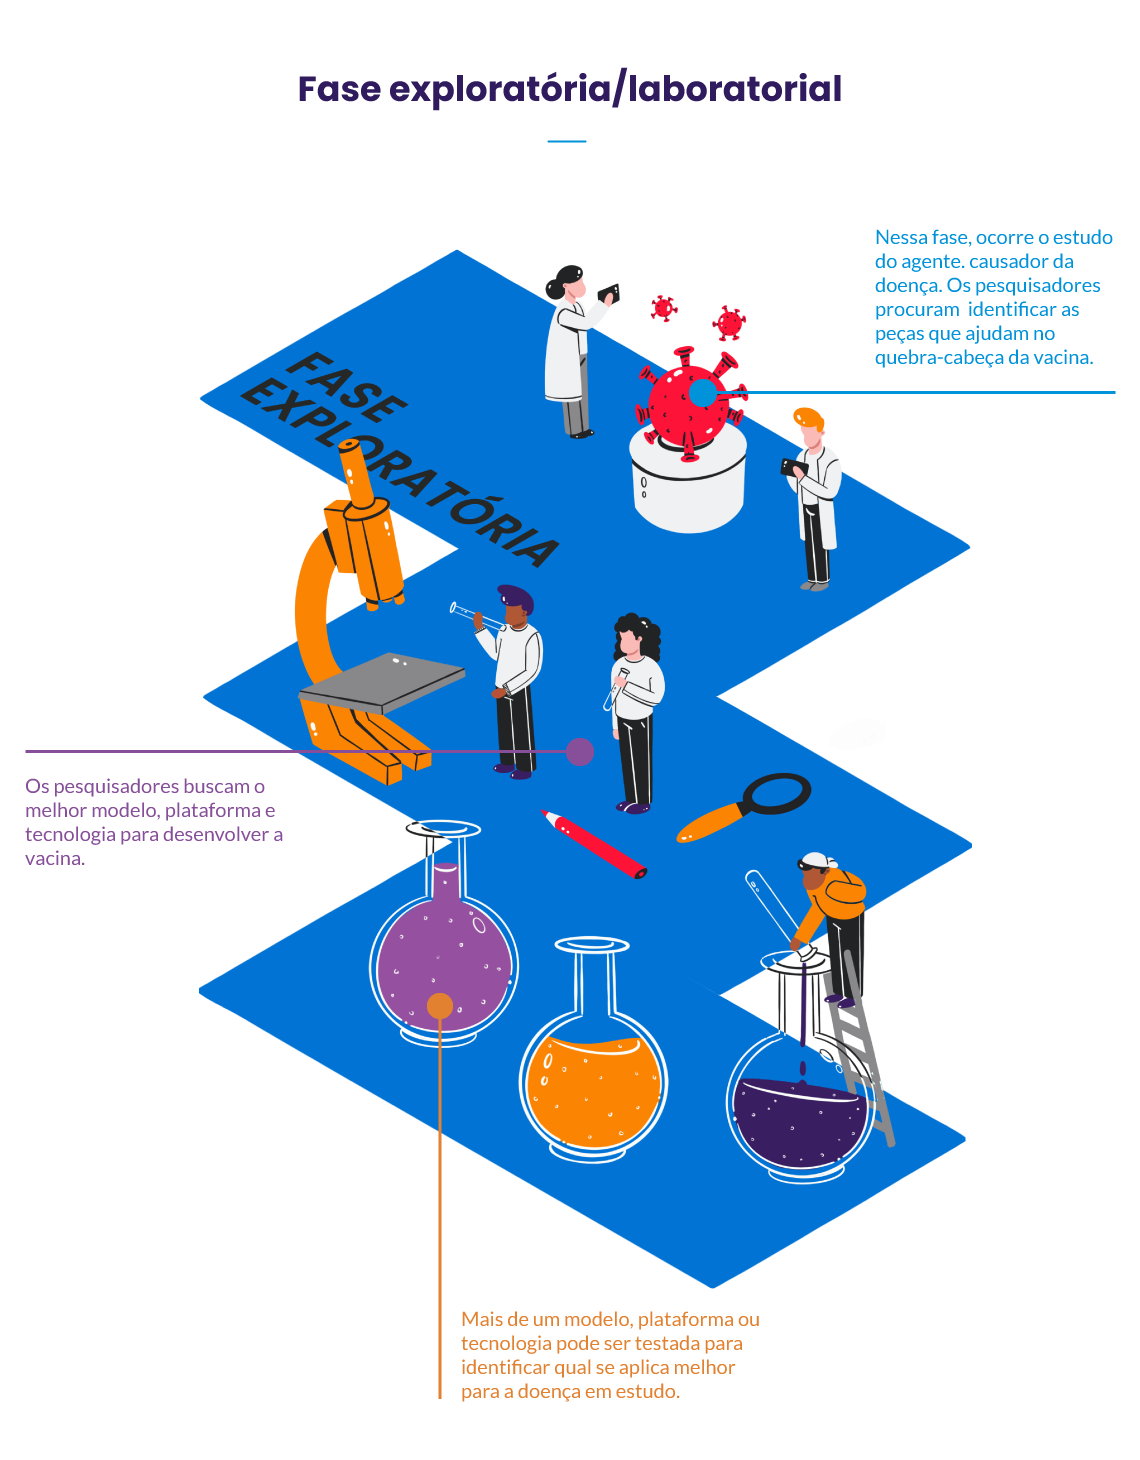 Fase exploratória/laboratorial
Nessa fase, ocorre o estudo
do agente. causador da
doença. Os pesquisadores
procuram  identificar as
peças que ajudam no
quebra-cabeça da vacina.
FASE
EXPLORATÓRIA
Os pesquisadores buscam o
melhor modelo, plataforma e
tecnologia para desenvolver a
vacina.
Mais de um modelo, plataforma ou
tecnologia pode ser testada para
identificar qual se aplica melhor
para a doença em estudo.